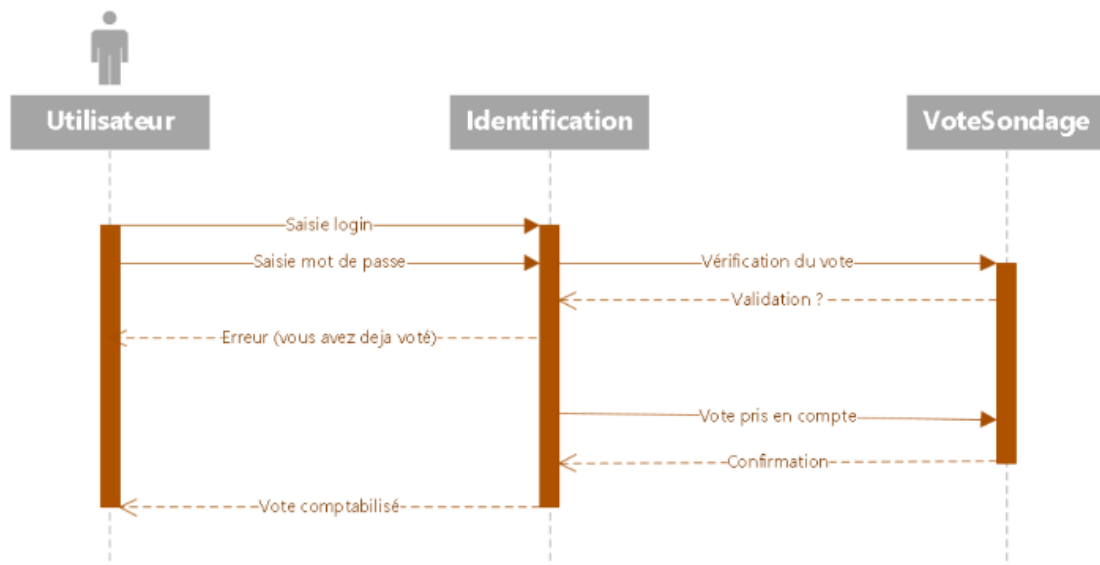 Utilisateur
Identification
VoteSondage
Saisie login
Saisie mot de passe
Vérification du vote
Validation ?
Erreur (vous avez deja voté)
Vote pris en compte
Confirmation
Vote comptabilisé